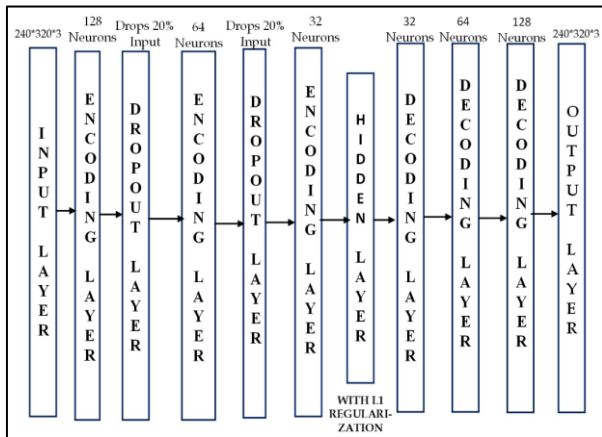 240*320*3
128
Neurons
Drops 20%
Input
64
Neurons
Drops 20%
Input
32
Neurons
32
Neurons
64
Neurons
128
Neurons
240*320*3
INPUT LAYER
ENCODING LAYER
DROPOUT LAYER
ENCODING LAYER
DROPOUT LAYER
ENCODING LAYER
HIDDEN LAYER
DECODING LAYER
DECODING LAYER
DECODING LAYER
OUTPUT LAYER
WITH L1
REGULARI-
ZATION